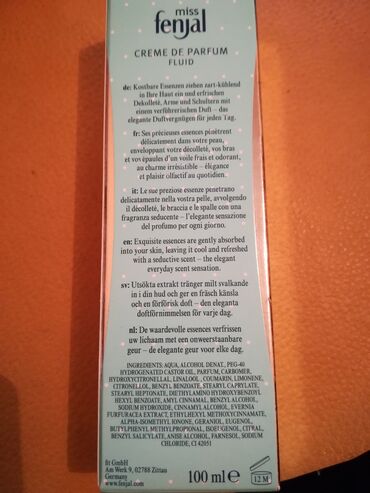 miss
fenjal
CREME DE PARFUM
FLUID
de: Kostbare Essenzen ziehen zart-kühlend
in Ihre Haut ein und erfrischen
Dekolleté, Arme und Schultern mit
einem verführerischen Duft – das
elegante Duftvergnügen für jeden Tag.
fr: Ses précieuses essences pénètrent
délicatement dans votre peau,
enveloppant votre décolleté, vos
bras et vos épaules d'un voile frais et odorant,
au charme irrésistible – élégance
et plaisir olfactif au quotidien.
it: Le sue preziose essenze penetrano
delicatamente nella vostra pelle, avvolgendo
il décolleté, le braccia e le spalle con una
fragranza seducente – l'elegante sensazione
del profumo per ogni giorno.
en: Exquisite essences are gently absorbed
into your skin, leaving it cool and refreshed
with a seductive scent – the elegant
everyday scent sensation.
sv: Utsökta extrakt tränger milt svalkande
in i din hud och ger en fräsch känsla
och en förförisk doft – den eleganta
doftförnimmelsen för varje dag.
nl: De waardevolle essences verfrissen
uw lichaam met een onweerstaanbare
geur – de elegante geur voor elke dag.
INGREDIENTS: AQUA, ALCOHOL DENAT., PEG-40
HYDROGENATED CASTOR OIL, PARFUM, CARBOMER,
HYDROXYCITRONELLAL, LINALOOL, COUMARIN, LIMONENE,
CITRONELLOL, BENZYL BENZOATE, STEARYL CAPRYLATE,
STEARYL HEPTANOATE, DIETHYLAMINO HYDROXYBENZOYL
HEXYL BENZOATE, AMYL CINNAMAL, BENZYL ALCOHOL,
SODIUM HYDROXIDE, CINNAMYL ALCOHOL, EVERNIA
FURFURACEA EXTRACT, ETHYLHEXYL METHOXYCINNAMATE,
ALPHA-ISOMETHYL IONONE, GERANIOL, EUGENOL,
BUTYLPHENYL METHYLPROPIONAL, ISOEUGENOL, CITRAL,
BENZYL SALICYLATE, ANISE ALCOHOL, FARNESOL, SODIUM
CHLORIDE, CI 42051
fit GmbH
Am Werk 9, 02788 Zittau
Germany
www.fenjal.com
100 ml ℮
12 M